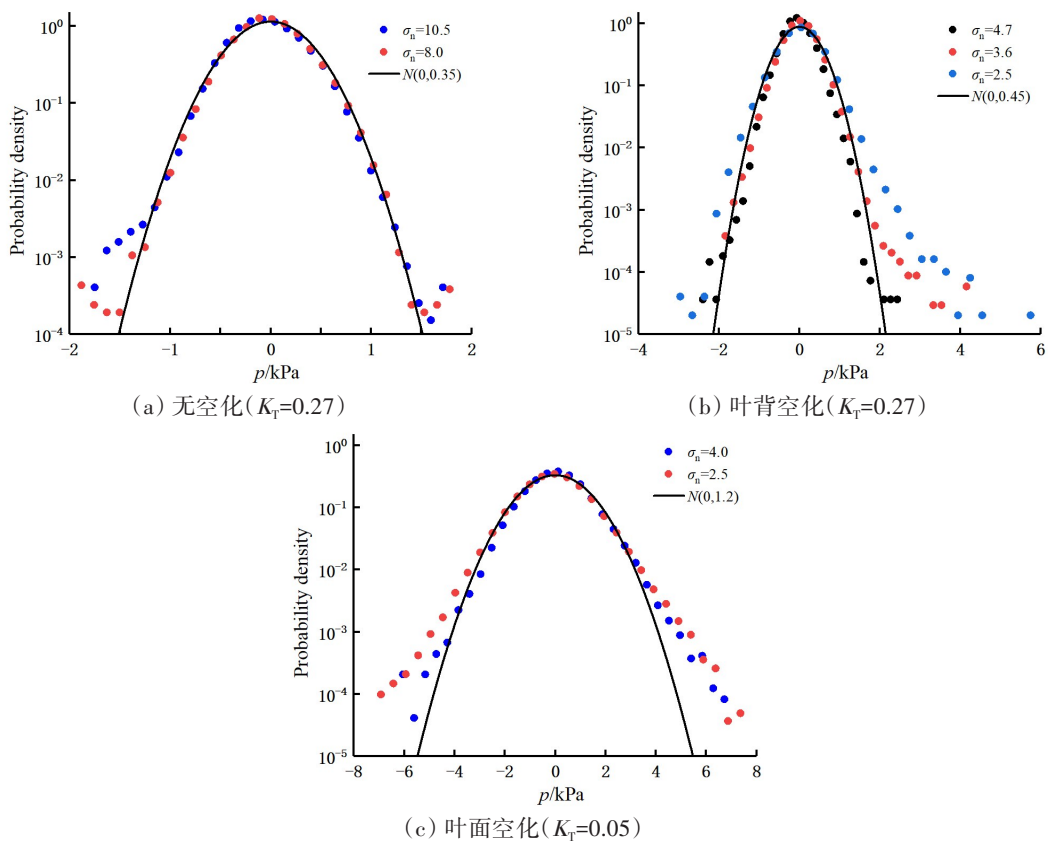 10⁰
10⁻¹
10⁻²
10⁻³
10⁻⁴
Probability density
−2
−1
0
1
2
p/kPa
σₙ=10.5
σₙ=8.0
N(0,0.35)
(a) 无空化(K_T=0.27)
10⁰
10⁻¹
10⁻²
10⁻³
10⁻⁴
10⁻⁵
Probability density
−4
−2
0
2
4
6
p/kPa
σₙ=4.7
σₙ=3.6
σₙ=2.5
N(0,0.45)
(b) 叶背空化(K_T=0.27)
10⁰
10⁻¹
10⁻²
10⁻³
10⁻⁴
10⁻⁵
Probability density
−8
−6
−4
−2
0
2
4
6
8
p/kPa
σₙ=4.0
σₙ=2.5
N(0,1.2)
(c) 叶面空化(K_T=0.05)